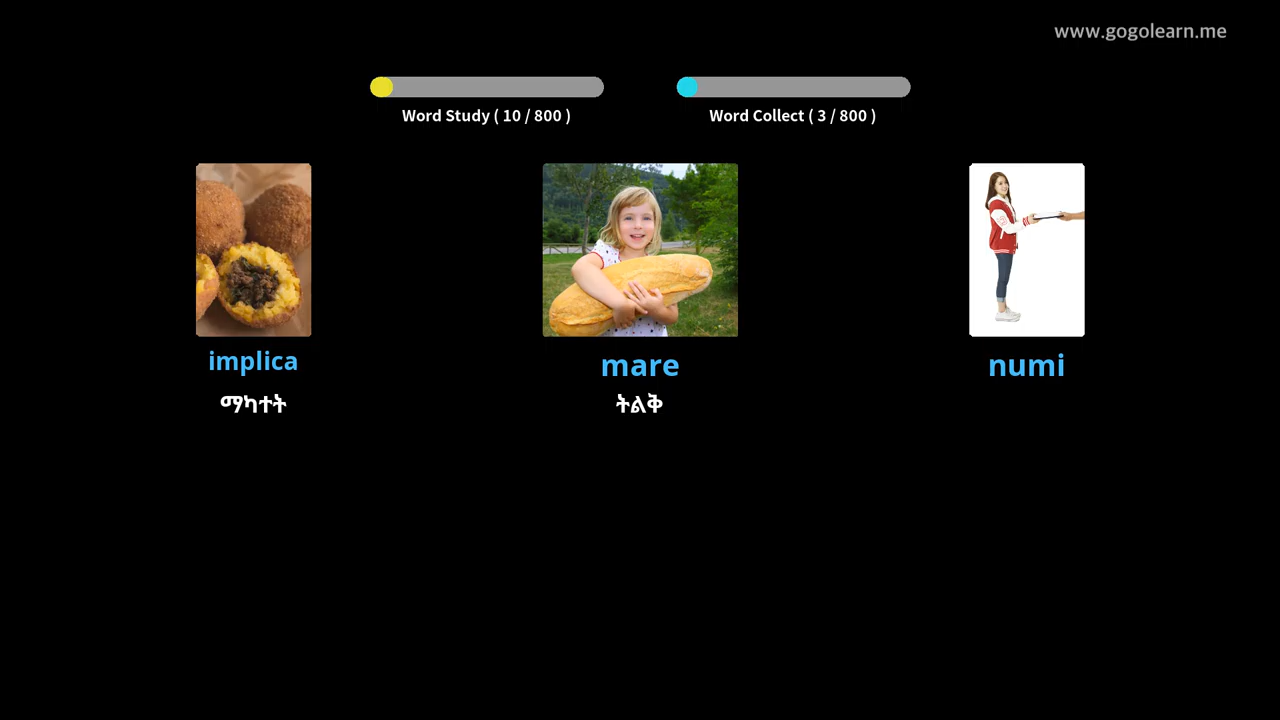 www.gogolearn.me
Word Study ( 10 / 800 )
Word Collect ( 3 / 800 )
implica
mare
numi
ማካተት
ትልቅ